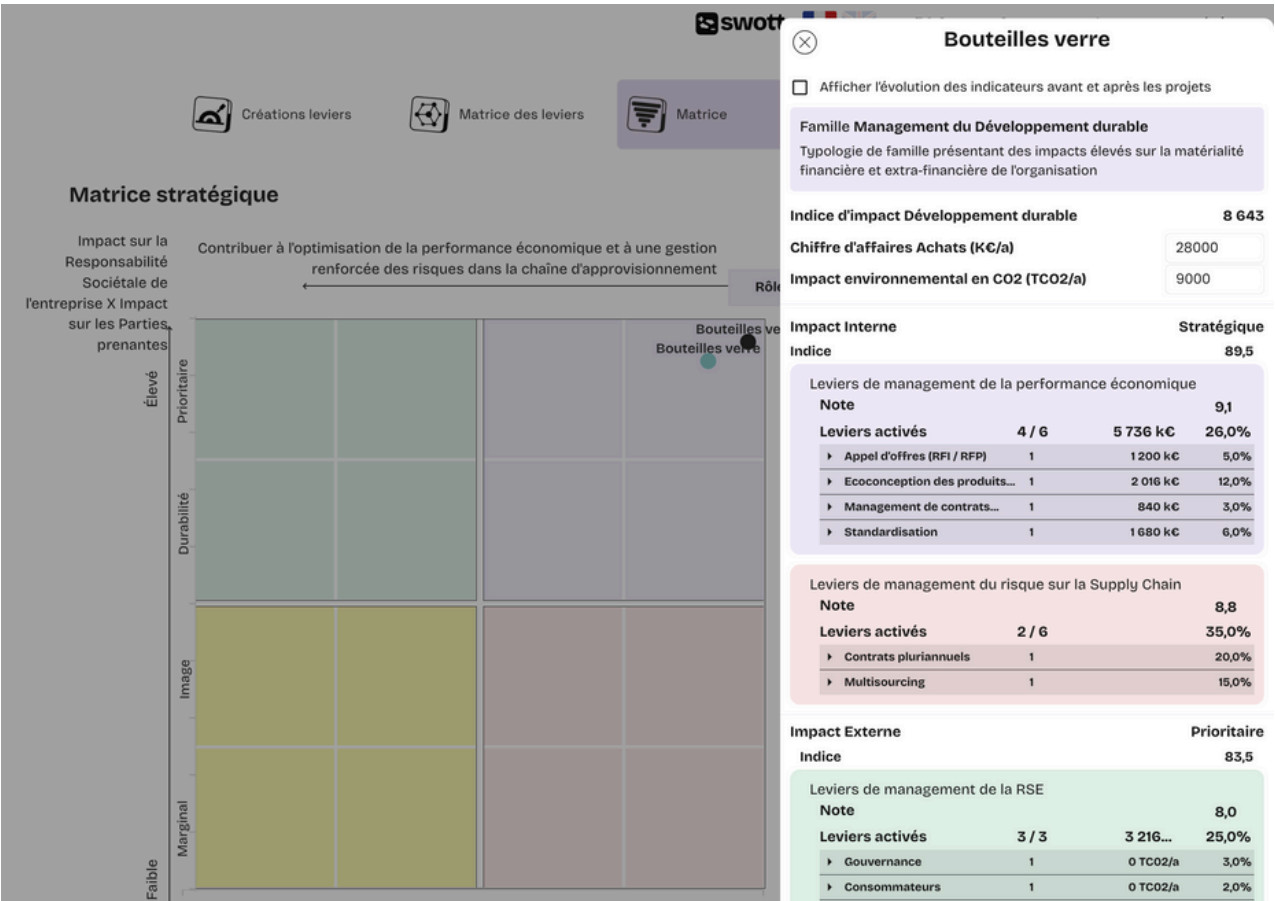 swott
Créations leviers
Matrice des leviers
Matrice
Matrice stratégique
Impact sur la
Responsabilité
Sociétale de
l'entreprise X Impact
sur les Parties
prenantes
Contribuer à l'optimisation de la performance économique et à une gestion
renforcée des risques dans la chaîne d'approvisionnement
Bouteilles ve
Bouteilles verre
Élevé
Prioritaire
Durabilité
Image
Marginal
Faible
Bouteilles verre
Afficher l'évolution des indicateurs avant et après les projets
Famille Management du Développement durable
Typologie de famille présentant des impacts élevés sur la matérialité
financière et extra-financière de l'organisation
Indice d'impact Développement durable 8 643
Chiffre d'affaires Achats (K€/a) 28000
Impact environnemental en CO2 (TCO2/a) 9000
Impact Interne Stratégique
Indice 89,5
Leviers de management de la performance économique
Note 9,1
Leviers activés 4 / 6 5 736 k€ 26,0%
Appel d'offres (RFI / RFP) 1 1 200 k€ 5,0%
Ecoconception des produits... 1 2 016 k€ 12,0%
Management de contrats... 1 840 k€ 3,0%
Standardisation 1 1 680 k€ 6,0%
Leviers de management du risque sur la Supply Chain
Note 8,8
Leviers activés 2 / 6 35,0%
Contrats pluriannuels 1 20,0%
Multisourcing 1 15,0%
Impact Externe Prioritaire
Indice 83,5
Leviers de management de la RSE
Note 8,0
Leviers activés 3 / 3 3 216... 25,0%
Gouvernance 1 0 TCO2/a 3,0%
Consommateurs 1 0 TCO2/a 2,0%